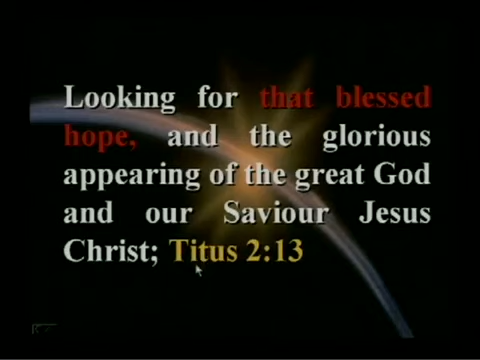 Looking for that blessed
hope, and the glorious
appearing of the great God
and our Saviour Jesus
Christ; Titus 2:13